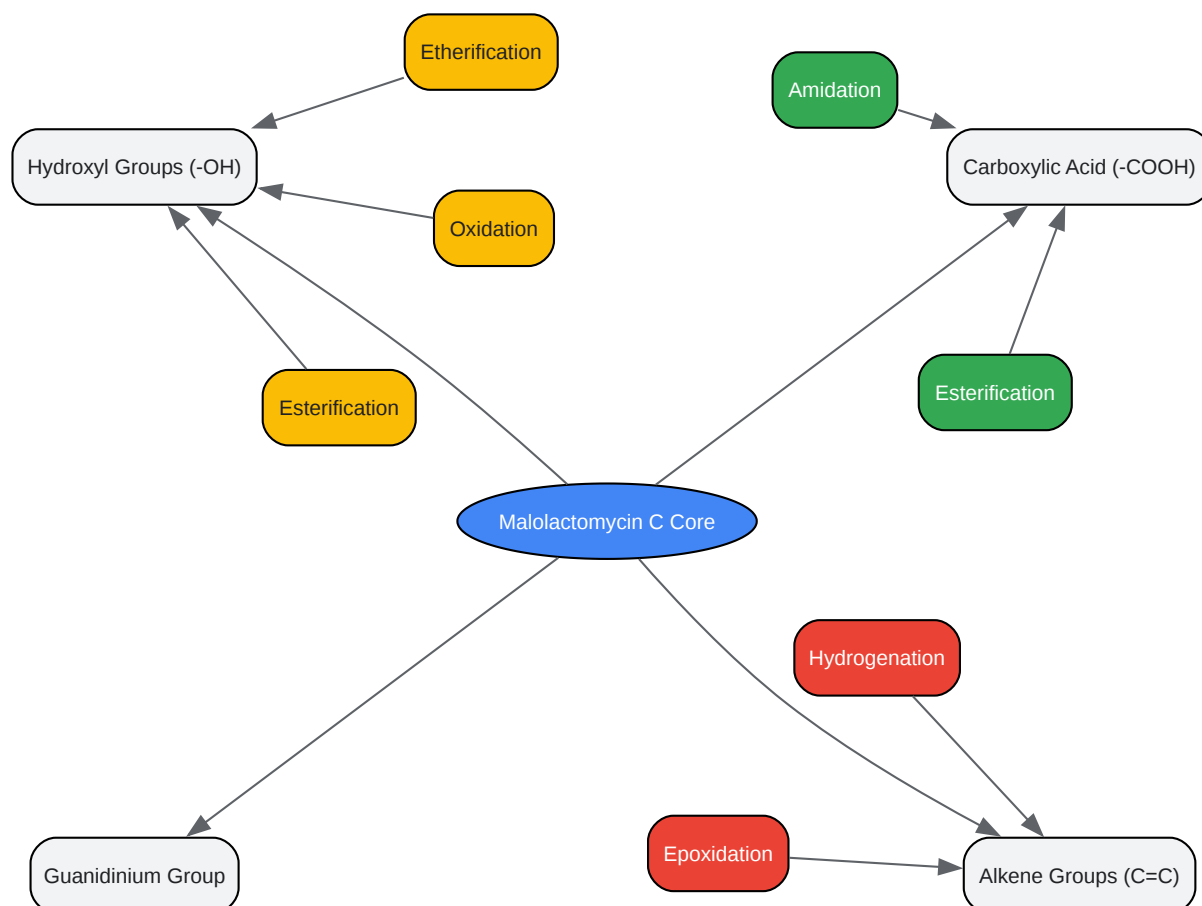 Etherification
Amidation
Hydroxyl Groups (-OH)
Carboxylic Acid (-COOH)
Oxidation
Esterification
Esterification
Malolactomycin C Core
Hydrogenation
Epoxidation
Guanidinium Group
Alkene Groups (C=C)